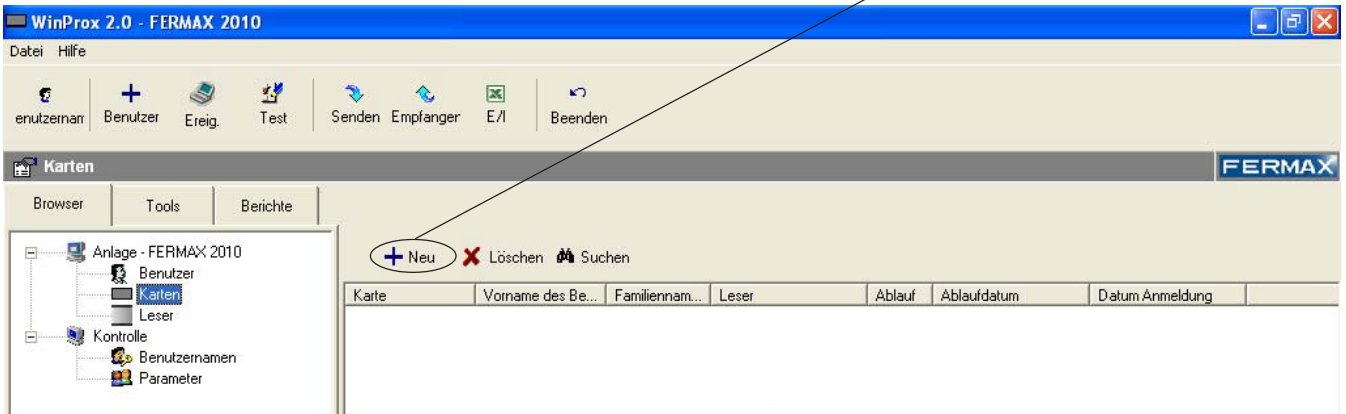 WinProx 2.0 - FERMAX 2010
Datei Hilfe
enutzernam Benutzer Ereig. Test Senden Empfanger E/I Beenden
Karten FERMAX
Browser Tools Berichte
Anlage - FERMAX 2010
Benutzer
Karten
Leser
Kontrolle
Benutzernamen
Parameter
Neu Löschen Suchen
Karte Vorname des Be... Familiennam... Leser Ablauf Ablaufdatum Datum Anmeldung